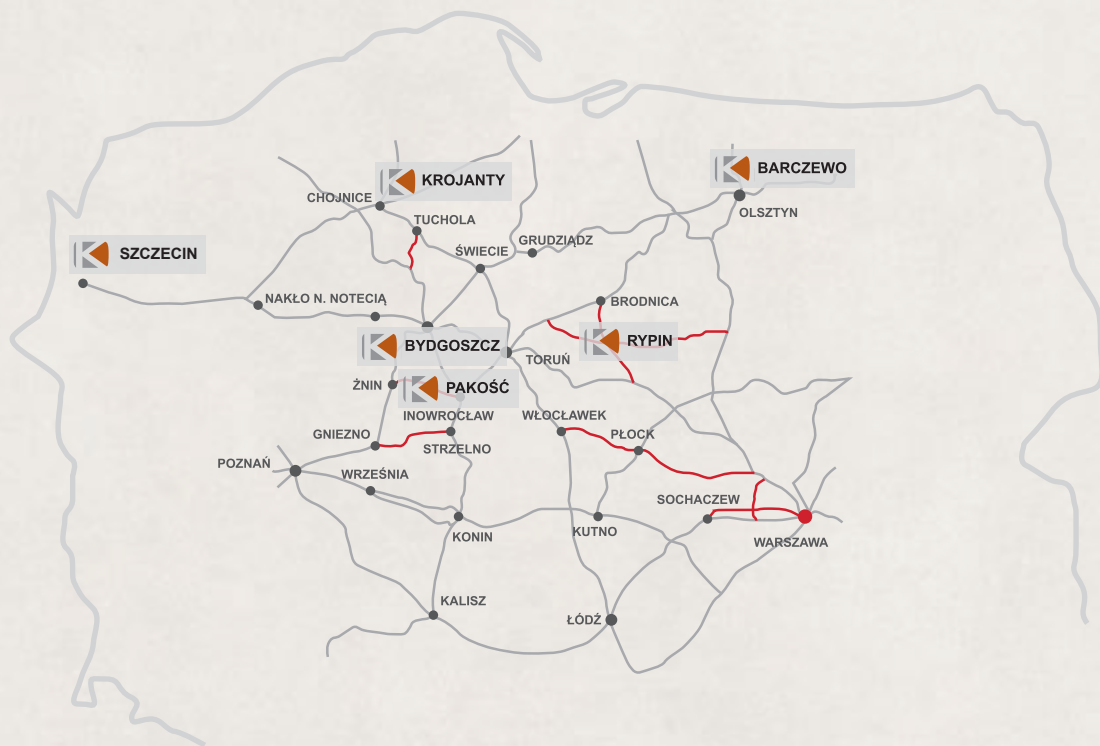 BARCZEWO
KROJANTY
CHOJNICE
OLSZTYN
TUCHOLA
GRUDZIĄDZ
ŚWIECIE
SZCZECIN
NAKŁO N. NOTECIĄ
BRODNICA
RYPIN
BYDGOSZCZ
TORUŃ
ŻNIN
PAKOŚĆ
INOWROCŁAW
WŁOCŁAWEK
GNIEZNO
PŁOCK
STRZELNO
POZNAŃ
WRZEŚNIA
SOCHACZEW
KUTNO
KONIN
WARSZAWA
KALISZ
ŁÓDŹ